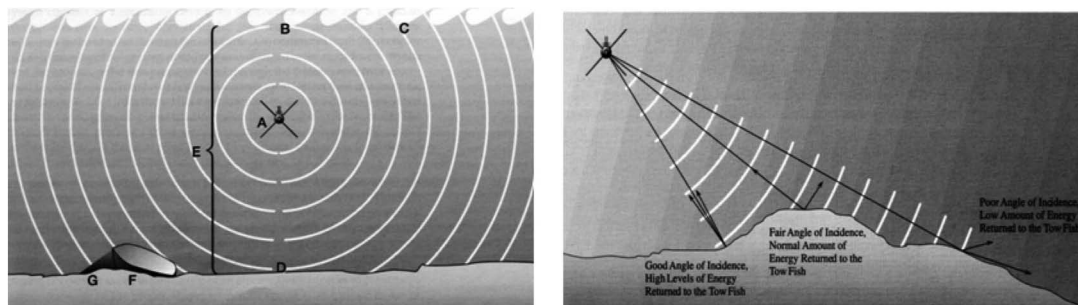 B
C
A
E
D
G
F
Poor Angle of Incidence,
Low Amount of Energy
Returned to the Tow Fish
Fair Angle of Incidence,
Normal Amount of
Energy Returned to the
Tow Fish
Good Angle of Incidence,
High Levels of Energy
Returned to the Tow Fish